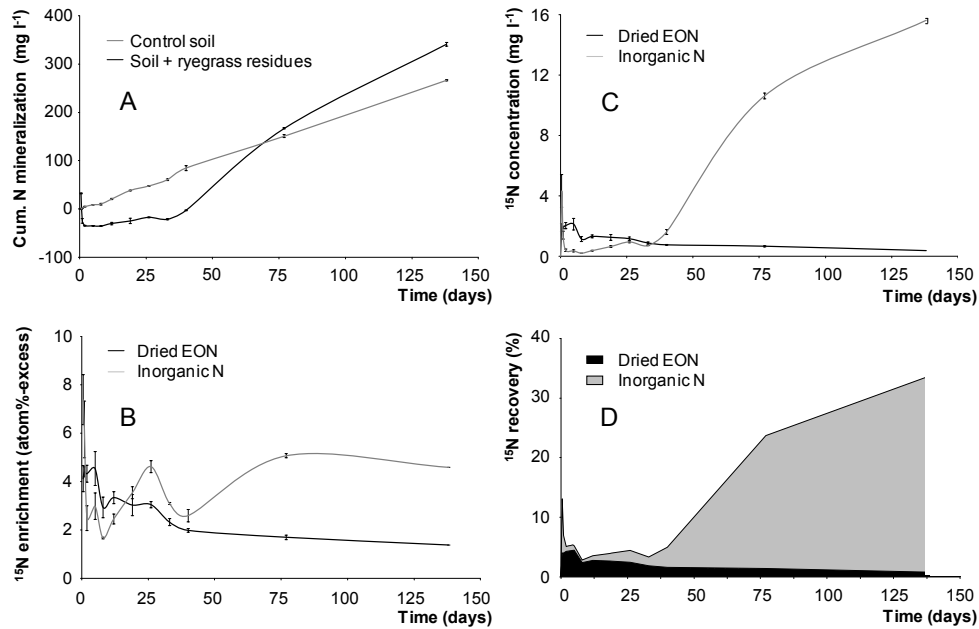 400
300
200
100
0
-100
0 25 50 75 100 125 150
Time (days)
Cum. N mineralization (mg l⁻¹)
Control soil
Soil + ryegrass residues
A
16
12
8
4
0
0 25 50 75 100 125 150
Time (days)
¹⁵N concentration (mg l⁻¹)
Dried EON
Inorganic N
C
10
8
6
4
2
0
0 25 50 75 100 125 150
Time (days)
¹⁵N enrichment (atom%-excess)
Dried EON
Inorganic N
B
40
30
20
10
0
0 25 50 75 100 125 150
Time (days)
¹⁵N recovery (%)
Dried EON
Inorganic N
D